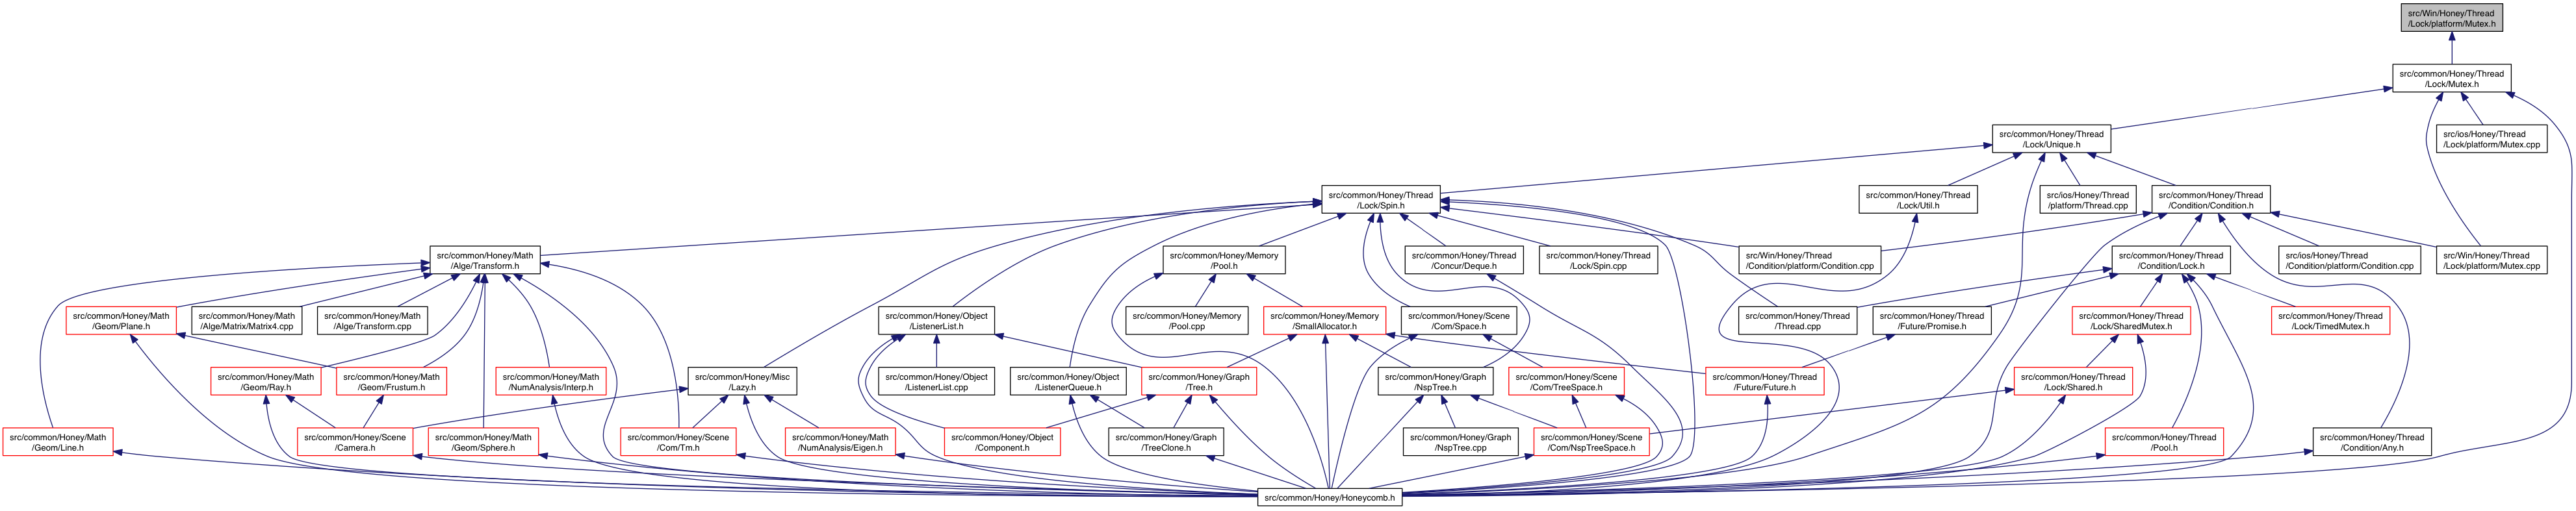 src/Win/Honey/Thread
/Lock/platform/Mutex.h
src/common/Honey/Thread
/Lock/Mutex.h
src/common/Honey/Thread
/Lock/Unique.h
src/ios/Honey/Thread
/Lock/platform/Mutex.cpp
src/common/Honey/Thread
/Lock/Spin.h
src/common/Honey/Thread
/Lock/Util.h
src/ios/Honey/Thread
/platform/Thread.cpp
src/common/Honey/Thread
/Condition/Condition.h
src/common/Honey/Math
/Alge/Transform.h
src/common/Honey/Memory
/Pool.h
src/common/Honey/Thread
/Concur/Deque.h
src/common/Honey/Thread
/Lock/Spin.cpp
src/Win/Honey/Thread
/Condition/platform/Condition.cpp
src/common/Honey/Thread
/Condition/Lock.h
src/ios/Honey/Thread
/Condition/platform/Condition.cpp
src/Win/Honey/Thread
/Lock/platform/Mutex.cpp
src/common/Honey/Math
/Geom/Plane.h
src/common/Honey/Math
/Alge/Matrix/Matrix4.cpp
src/common/Honey/Math
/Alge/Transform.cpp
src/common/Honey/Object
/ListenerList.h
src/common/Honey/Memory
/Pool.cpp
src/common/Honey/Memory
/SmallAllocator.h
src/common/Honey/Scene
/Com/Space.h
src/common/Honey/Thread
/Thread.cpp
src/common/Honey/Thread
/Future/Promise.h
src/common/Honey/Thread
/Lock/SharedMutex.h
src/common/Honey/Thread
/Lock/TimedMutex.h
src/common/Honey/Math
/Geom/Ray.h
src/common/Honey/Math
/Geom/Frustum.h
src/common/Honey/Math
/NumAnalysis/Interp.h
src/common/Honey/Misc
/Lazy.h
src/common/Honey/Object
/ListenerList.cpp
src/common/Honey/Object
/ListenerQueue.h
src/common/Honey/Graph
/Tree.h
src/common/Honey/Graph
/NspTree.h
src/common/Honey/Scene
/Com/TreeSpace.h
src/common/Honey/Thread
/Future/Future.h
src/common/Honey/Thread
/Lock/Shared.h
src/common/Honey/Math
/Geom/Line.h
src/common/Honey/Scene
/Camera.h
src/common/Honey/Math
/Geom/Sphere.h
src/common/Honey/Scene
/Com/Tm.h
src/common/Honey/Math
/NumAnalysis/Eigen.h
src/common/Honey/Object
/Component.h
src/common/Honey/Graph
/TreeClone.h
src/common/Honey/Graph
/NspTree.cpp
src/common/Honey/Scene
/Com/NspTreeSpace.h
src/common/Honey/Thread
/Pool.h
src/common/Honey/Thread
/Condition/Any.h
src/common/Honey/Honeycomb.h